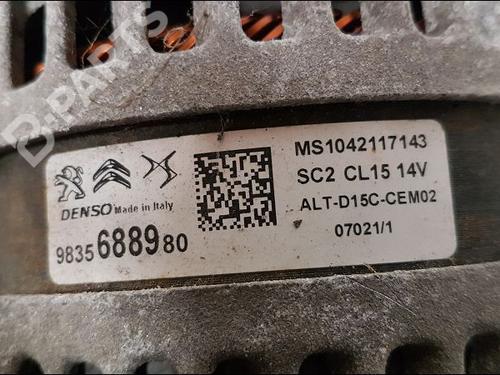 B-PARTS
DENSO Made in Italy
9835688980
MS1042117143
SC2 CL15 14V
ALT-D15C-CEM02
07021/1